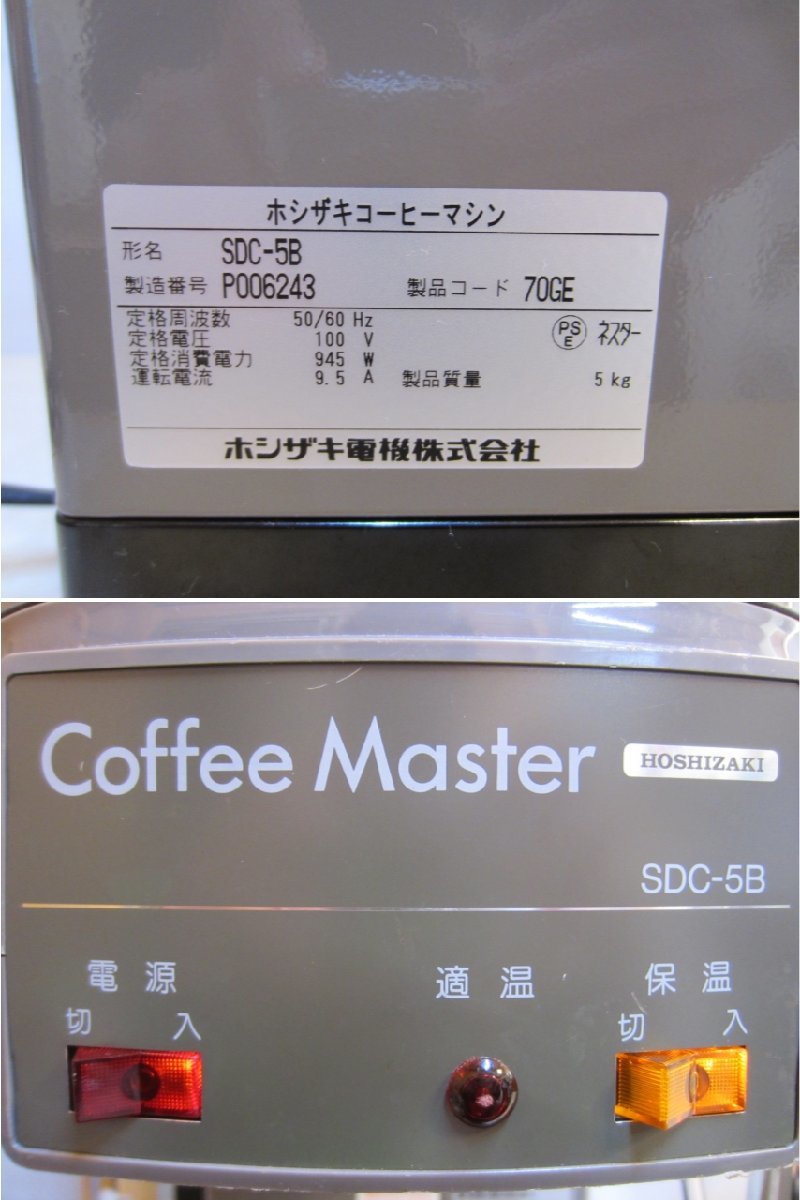 ホシザキコーヒーマシン
形名 SDC-5B
製造番号 P006243 製品コード 70GE
定格周波数 50/60 Hz
定格電圧 100 V
定格消費電力 945 W
運転電流 9.5 A 製品質量 5 kg
PS E ネスター
ホシザキ電機株式会社
Coffee Master HOSHIZAKI
SDC-5B
電源 適温 保温
切 入 切 入